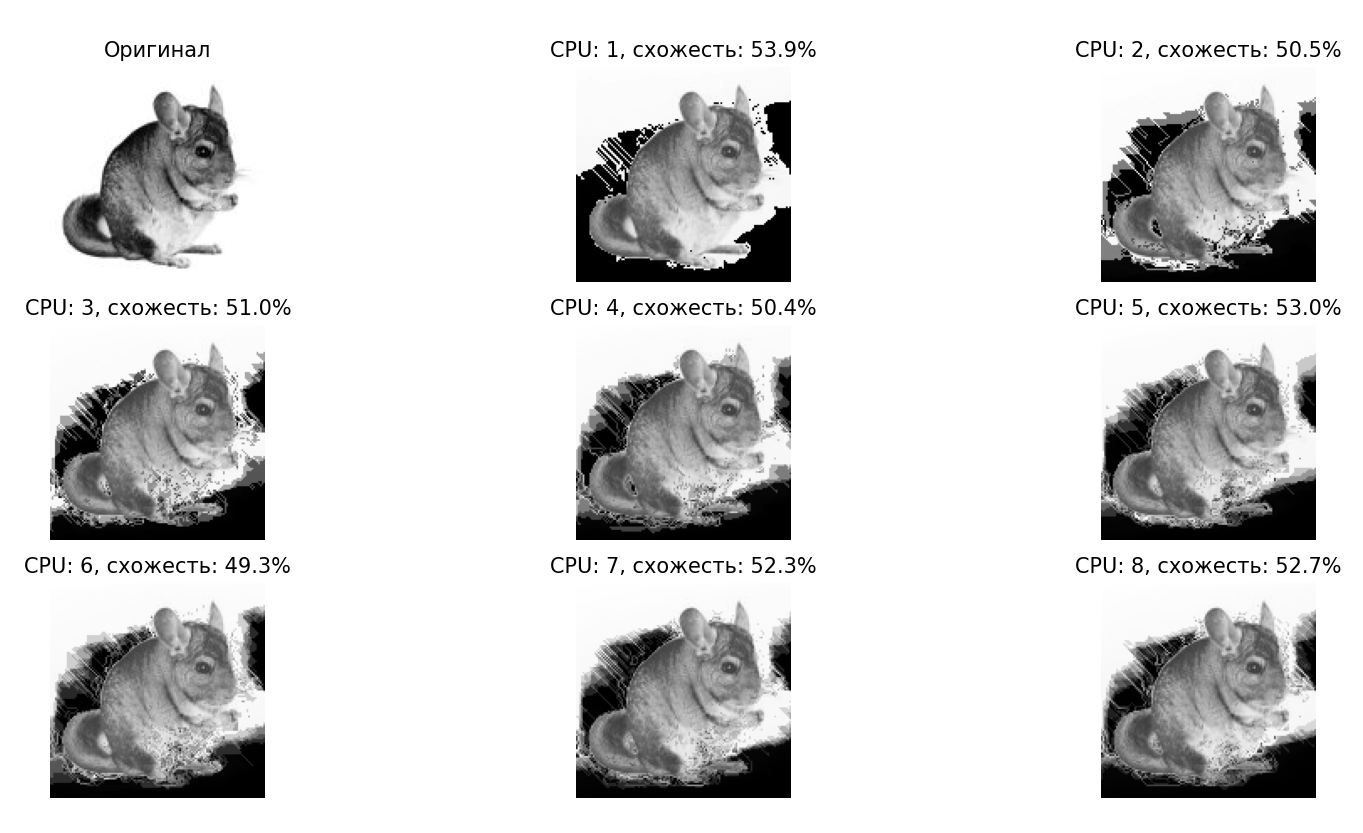 Оригинал
CPU: 1, схожесть: 53.9%
CPU: 2, схожесть: 50.5%
CPU: 3, схожесть: 51.0%
CPU: 4, схожесть: 50.4%
CPU: 5, схожесть: 53.0%
CPU: 6, схожесть: 49.3%
CPU: 7, схожесть: 52.3%
CPU: 8, схожесть: 52.7%